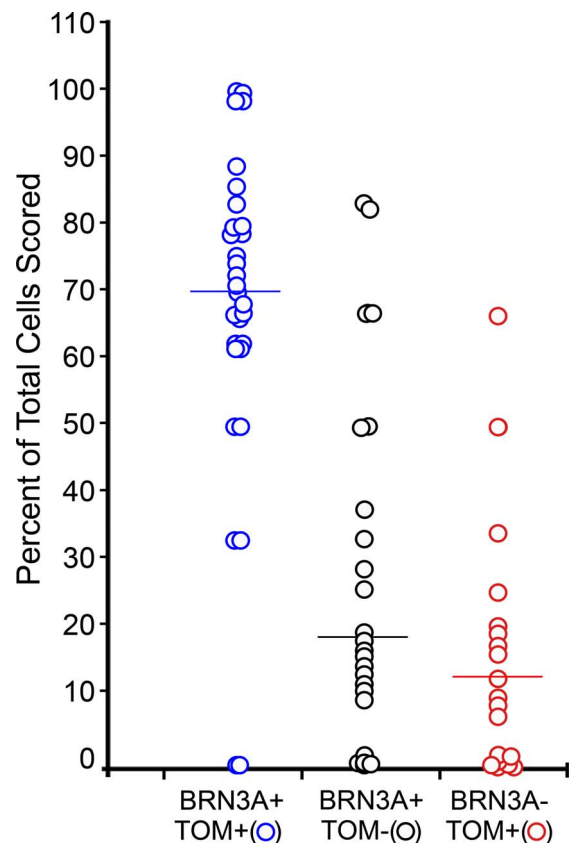 Percent of Total Cells Scored
110
100
90
80
70
60
50
40
30
20
10
0
BRN3A+
TOM+(○)
BRN3A+
TOM-(○)
BRN3A-
TOM+(○)